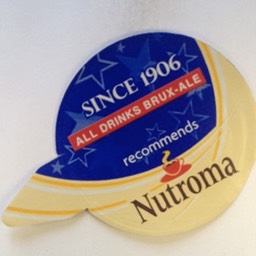 SINCE 1906
ALL DRINKS BRUX-ALE
recommends
Nutroma